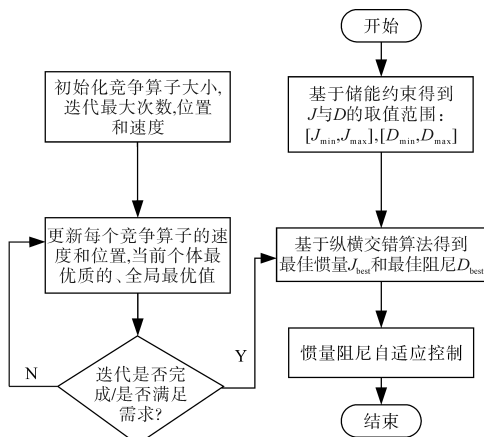 开始
初始化竞争算子大小,
迭代最大次数,位置
和速度
基于储能约束得到
J与D的取值范围:
[Jmin,Jmax],[Dmin,Dmax]
更新每个竞争算子的速
度和位置,当前个体最
优质的、全局最优值
基于纵横交错算法得到
最佳惯量Jbest和最佳阻尼Dbest
N
Y
迭代是否完
成/是否满足
需求?
惯量阻尼自适应控制
结束